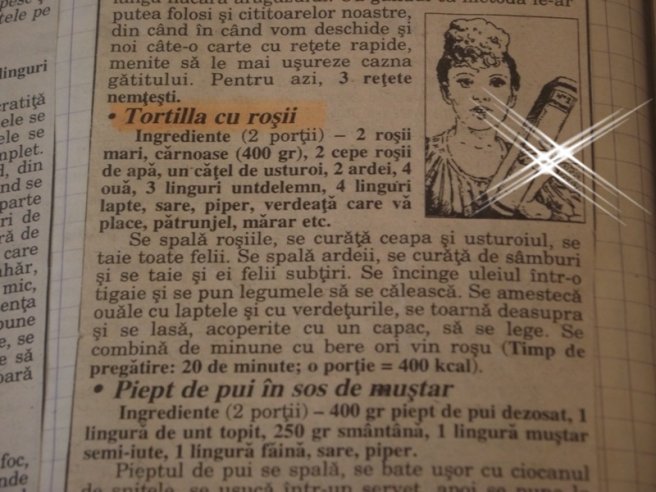 putea folosi şi cititoarelor noastre,
din când în când vom deschide şi
noi câte-o carte cu reţete rapide,
menite să le mai uşureze cazna
gătitului. Pentru azi, 3 reţete
nemţeşti.
• Tortilla cu roşii
Ingrediente (2 porţii) – 2 roşii
mari, cărnoase (400 gr), 2 cepe roşii
de apă, un căţel de usturoi, 2 ardei, 4
ouă, 3 linguri untdelemn, 4 linguri
lapte, sare, piper, verdeaţă care vă
place, pătrunjel, mărar etc.
Se spală roşiile, se curăţă ceapa şi usturoiul, se
taie toate felii. Se spală ardeii, se curăţă de sâmburi
şi se taie şi ei felii subţiri. Se încinge uleiul într-o
tigaie şi se pun legumele să se călească. Se amestecă
ouăle cu laptele şi cu verdeţurile, se toarnă deasupra
şi se lasă, acoperite cu un capac, să se lege. Se
combină de minune cu bere ori vin roşu (Timp de
pregătire: 20 de minute; o porţie = 400 kcal).
• Piept de pui în sos de muştar
Ingrediente (2 porţii) – 400 gr piept de pui dezosat, 1
lingură de unt topit, 250 gr smântână, 1 lingură muştar
semi-iute, 1 lingură făină, sare, piper.
Pieptul de pui se spală, se bate uşor cu ciocanul